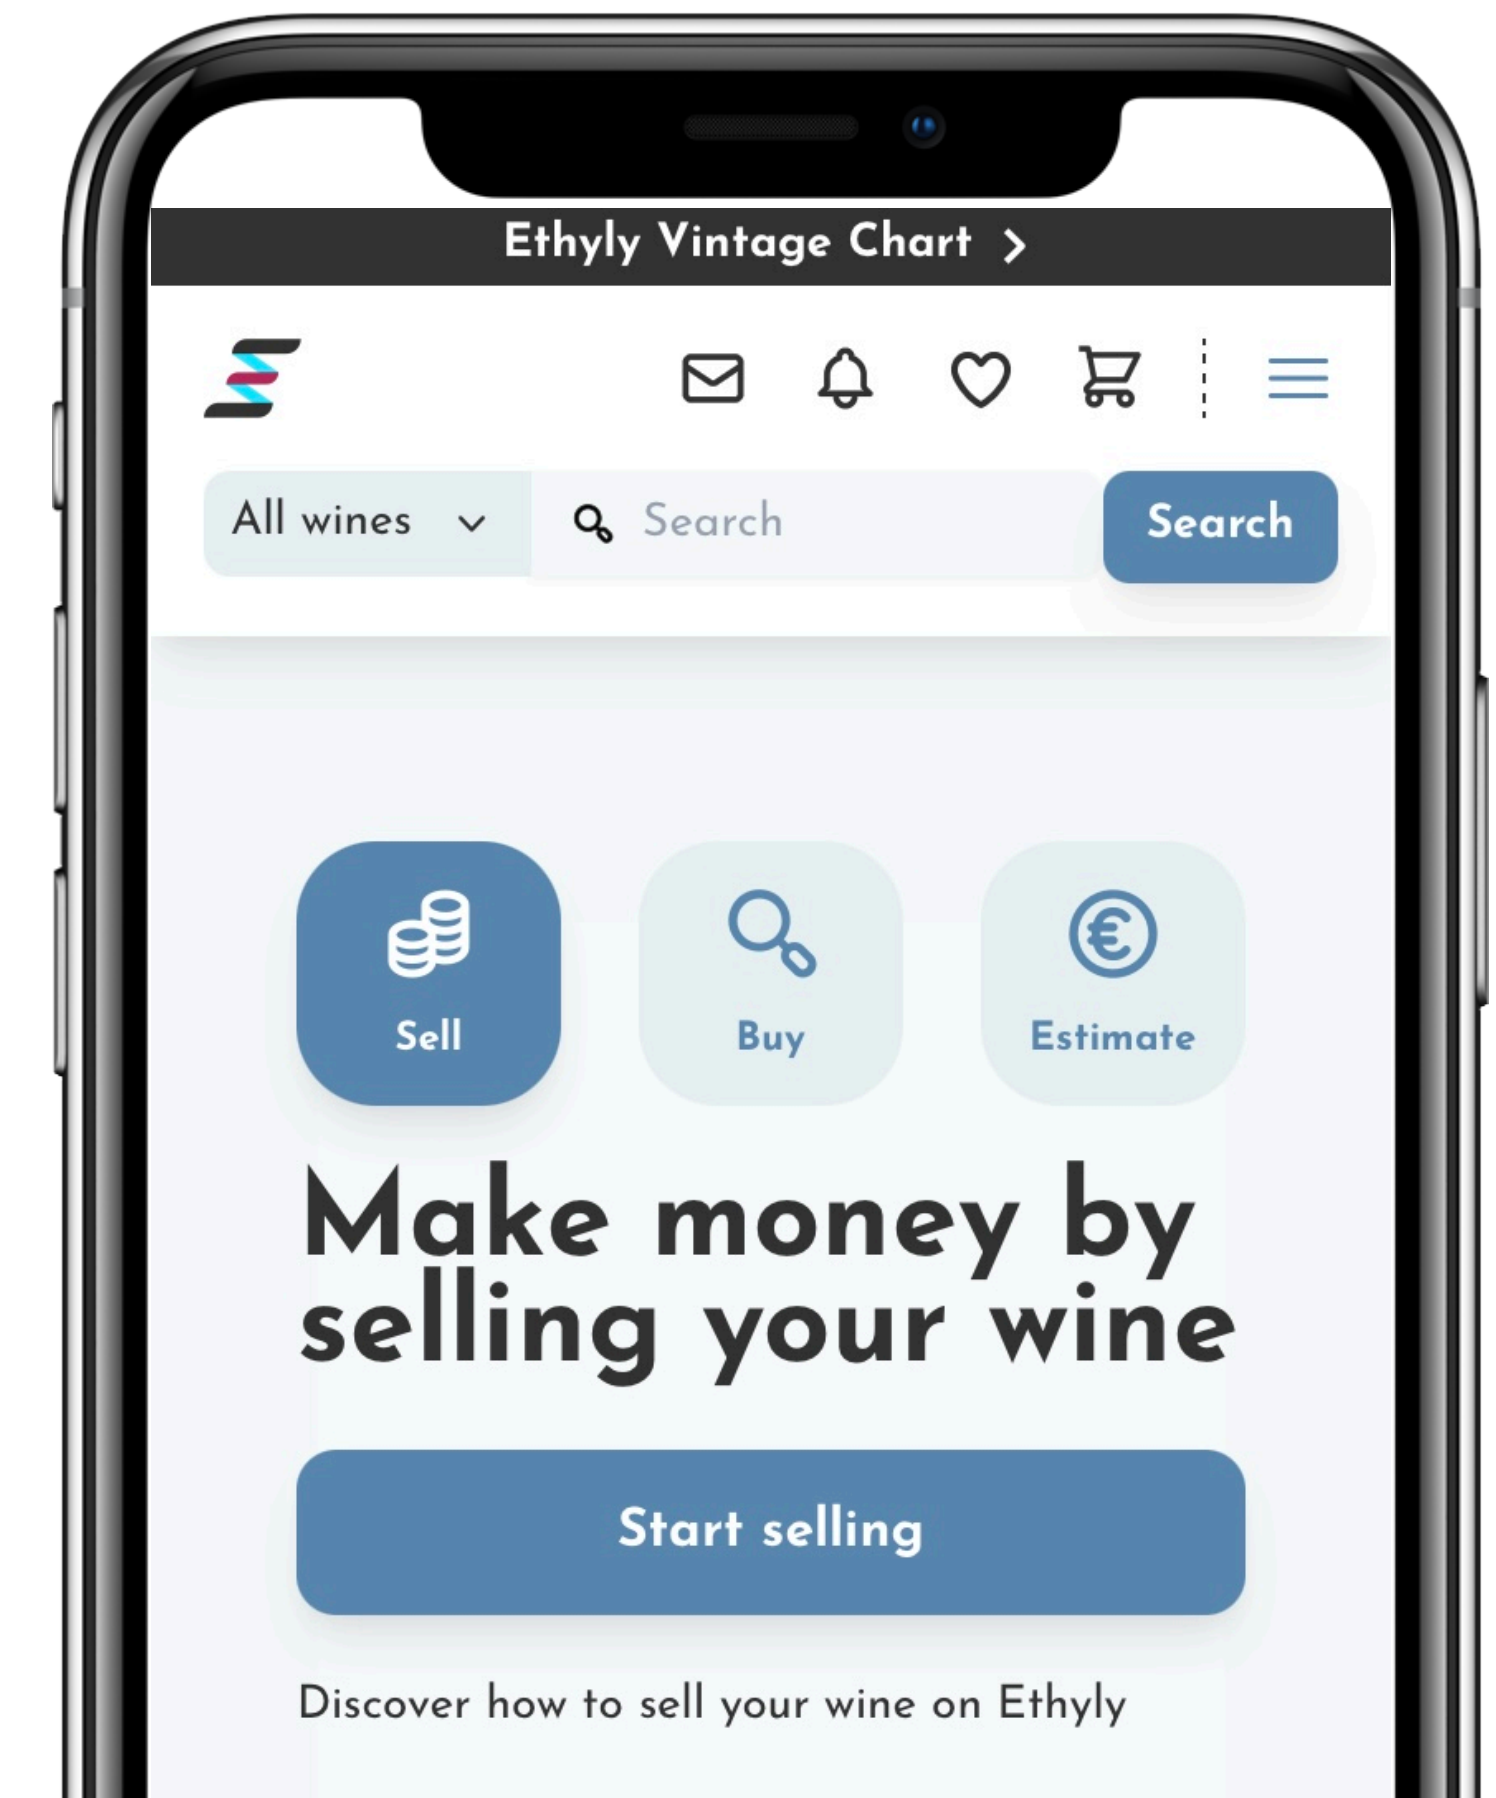 Ethyly Vintage Chart
All wines
Search
Search
Sell
Buy
Estimate
Make money by
selling your wine
Start selling
Discover how to sell your wine on Ethyly